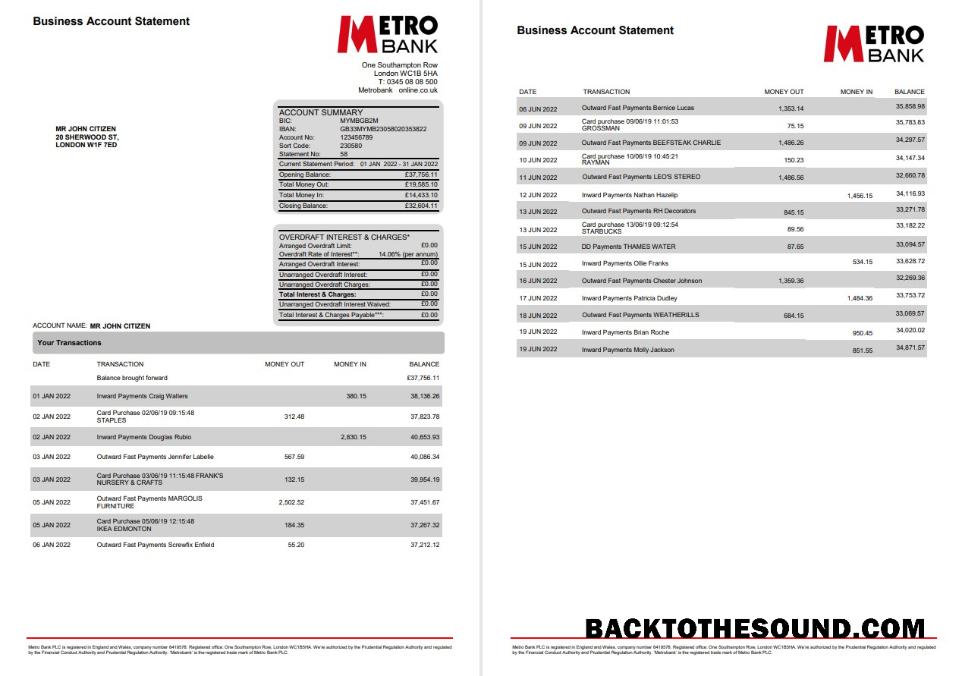 Business Account Statement
METRO
BANK
One Southampton Row
London WC1B 5HA
T: 0345 08 08 500
Metrobank online.co.uk
MR JOHN CITIZEN
20 SHERWOOD ST,
LONDON W1F 7ED
ACCOUNT SUMMARY
BIC: MYMBGB2M
IBAN: GB33MYMB23058020353822
Account No: 123456789
Sort Code: 230580
Statement No: 58
Current Statement Period: 01 JAN 2022 - 31 JAN 2022
Opening Balance: £37,756.11
Total Money Out: £19,585.10
Total Money In: £14,433.10
Closing Balance: £32,604.11
OVERDRAFT INTEREST & CHARGES*
Arranged Overdraft Limit: £0.00
Overdraft Rate of Interest**: 14.06% (per annum)
Arranged Overdraft Interest: £0.00
Unarranged Overdraft Interest: £0.00
Unarranged Overdraft Charges: £0.00
Total Interest & Charges: £0.00
Unarranged Overdraft Interest Waived: £0.00
Total Interest & Charges Payable***: £0.00
ACCOUNT NAME: MR JOHN CITIZEN
Your Transactions
DATE TRANSACTION MONEY OUT MONEY IN BALANCE
Balance brought forward £37,756.11
01 JAN 2022 Inward Payments Craig Walters 380.15 38,136.26
02 JAN 2022 Card Purchase 02/06/19 09:15:48 312.48 37,823.78
STAPLES
02 JAN 2022 Inward Payments Douglas Rubio 2,830.15 40,653.93
03 JAN 2022 Outward Fast Payments Jennifer Labelle 567.59 40,086.34
03 JAN 2022 Card Purchase 03/06/19 11:15:48 FRANK'S 132.15 39,954.19
NURSERY & CRAFTS
05 JAN 2022 Outward Fast Payments MARGOLIS 2,502.52 37,451.67
FURNITURE
05 JAN 2022 Card Purchase 05/06/19 12:15:48 184.35 37,267.32
IKEA EDMONTON
06 JAN 2022 Outward Fast Payments Screwfix Enfield 55.20 37,212.12
Metro Bank PLC is registered in England and Wales, company number 6419578. Registered office: One Southampton Row, London WC1B5HA. We're authorized by the Prudential Regulation Authority and regulated
by the Financial Conduct Authority and Prudential Regulation Authority. 'Metrobank' is the registered trade mark of Metro Bank PLC.
Business Account Statement
METRO
BANK
DATE TRANSACTION MONEY OUT MONEY IN BALANCE
06 JUN 2022 Outward Fast Payments Bernice Lucas 1,353.14 35,858.98
09 JUN 2022 Card purchase 09/06/19 11:01:53 75.15 35,783.83
GROSSMAN
09 JUN 2022 Outward Fast Payments BEEFSTEAK CHARLIE 1,486.26 34,297.57
10 JUN 2022 Card purchase 10/06/19 10:45:21 150.23 34,147.34
RAYMAN
11 JUN 2022 Outward Fast Payments LEO'S STEREO 1,486.56 32,660.78
12 JUN 2022 Inward Payments Nathan Hazelip 1,456.15 34,116.93
13 JUN 2022 Outward Fast Payments RH Decorators 845.15 33,271.78
13 JUN 2022 Card purchase 13/06/19 09:12:54 89.56 33,182.22
STARBUCKS
15 JUN 2022 DD Payments THAMES WATER 87.65 33,094.57
15 JUN 2022 Inward Payments Ollie Franks 534.15 33,628.72
16 JUN 2022 Outward Fast Payments Chester Johnson 1,359.36 32,269.36
17 JUN 2022 Inward Payments Patricia Dudley 1,484.36 33,753.72
18 JUN 2022 Outward Fast Payments WEATHERILLS 684.15 33,069.57
19 JUN 2022 Inward Payments Brian Roche 950.45 34,020.02
19 JUN 2022 Inward Payments Molly Jackson 851.55 34,871.57
BACKTOTHESOUND.COM
Metro Bank PLC is registered in England and Wales, company number 6419578. Registered office: One Southampton Row, London WC1B5HA. We're authorized by the Prudential Regulation Authority and regulated
by the Financial Conduct Authority and Prudential Regulation Authority. 'Metrobank' is the registered trade mark of Metro Bank PLC.